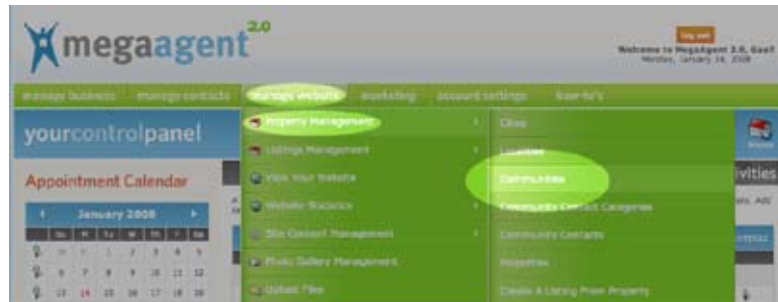 megaagent 2.0
log out
Welcome to MegaAgent 2.0, Geoff
Monday, January 14, 2008
manage business manage contacts manage website marketing account settings how-to's
yourcontrolpanel
Property Management
Listings Management
View Your Website
Website Statistics
Site Content Management
Photo Gallery Management
Upload Files
Cities
Locations
Communities
Community Contact Categories
Community Contacts
Properties
Create A Listing From Property
Appointment Calendar
January 2008
Su M Tu W Th F Sa
30 31 1 2 3 4 5
6 7 8 9 10 11 12
13 14 15 16 17 18 19